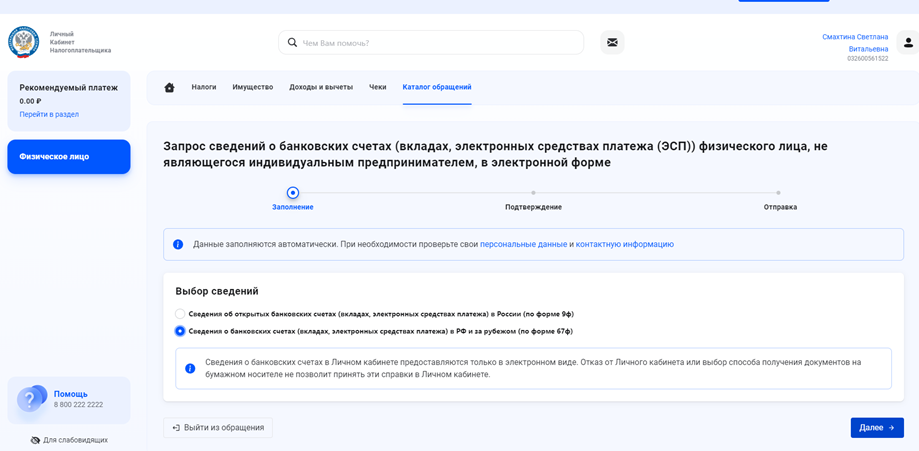 Личный
Кабинет
Налогоплательщика
Чем Вам помочь?
Смахтина Светлана
Витальевна
032600561522
Рекомендуемый платеж
0.00 ₽
Перейти в раздел
Физическое лицо
Налоги
Имущество
Доходы и вычеты
Чеки
Каталог обращений
Запрос сведений о банковских счетах (вкладах, электронных средствах платежа (ЭСП)) физического лица, не
являющегося индивидуальным предпринимателем, в электронной форме
Заполнение
Подтверждение
Отправка
Данные заполняются автоматически. При необходимости проверьте свои персональные данные и контактную информацию
Выбор сведений
Сведения об открытых банковских счетах (вкладах, электронных средствах платежа) в России (по форме 9ф)
Сведения о банковских счетах (вкладах, электронных средствах платежа) в РФ и за рубежом (по форме 67ф)
Сведения о банковских счетах в Личном кабинете предоставляются только в электронном виде. Отказ от Личного кабинета или выбор способа получения документов на
бумажном носителе не позволит принять эти справки в Личном кабинете.
Помощь
8 800 222 2222
Для слабовидящих
Выйти из обращения
Далее